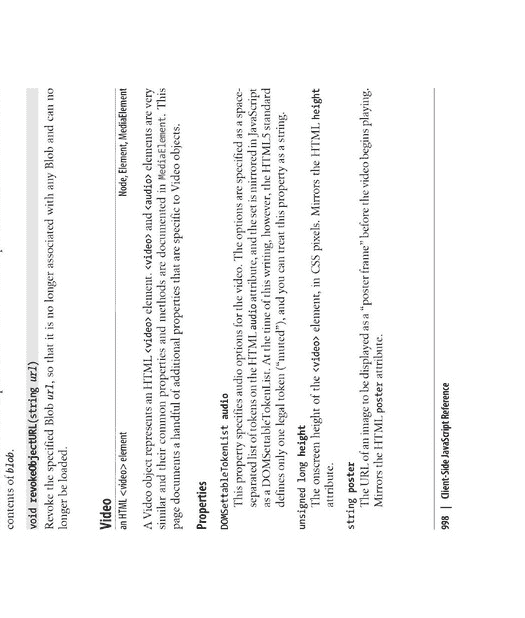 contents of blob.
void revokeObjectURL(string url)
Revoke the specified Blob url, so that it is no longer associated with any Blob and can no
longer be loaded.
Video
an HTML <video> element Node, Element, MediaElement
A Video object represents an HTML <video> element. <video> and <audio> elements are very
similar and their common properties and methods are documented in MediaElement. This
page documents a handful of additional properties that are specific to Video objects.
Properties
DOMSettableTokenList audio
This property specifies audio options for the video. The options are specified as a space-
separated list of tokens on the HTML audio attribute, and the set is mirrored in JavaScript
as a DOMSettableTokenList. At the time of this writing, however, the HTML5 standard
defines only one legal token (“muted”), and you can treat this property as a string.
unsigned long height
The onscreen height of the <video> element, in CSS pixels. Mirrors the HTML height
attribute.
string poster
The URL of an image to be displayed as a “poster frame” before the video begins playing.
Mirrors the HTML poster attribute.
998 | Client-Side JavaScript Reference